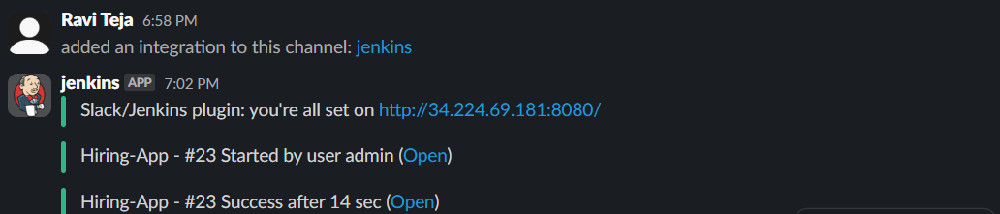 Ravi Teja 6:58 PM
added an integration to this channel: jenkins
jenkins APP 7:02 PM
Slack/Jenkins plugin: you're all set on http://34.224.69.181:8080/
Hiring-App - #23 Started by user admin (Open)
Hiring-App - #23 Success after 14 sec (Open)